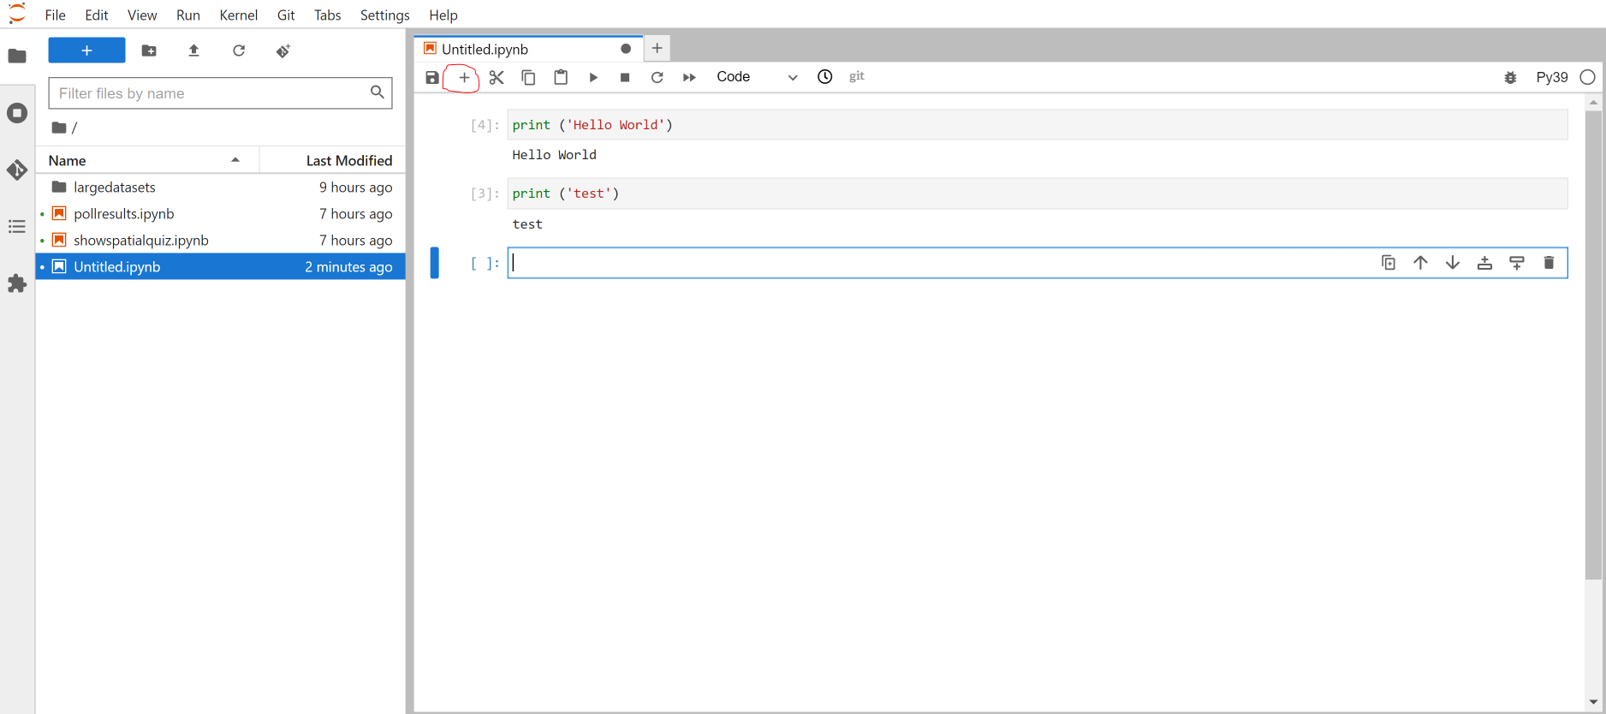 File Edit View Run Kernel Git Tabs Settings Help
Untitled.ipynb
Code git Py39
Filter files by name
/
Name Last Modified
largedatasets 9 hours ago
pollresults.ipynb 7 hours ago
showspatialquiz.ipynb 7 hours ago
Untitled.ipynb 2 minutes ago
[4]: print ('Hello World')
Hello World
[3]: print ('test')
test
[ ]: